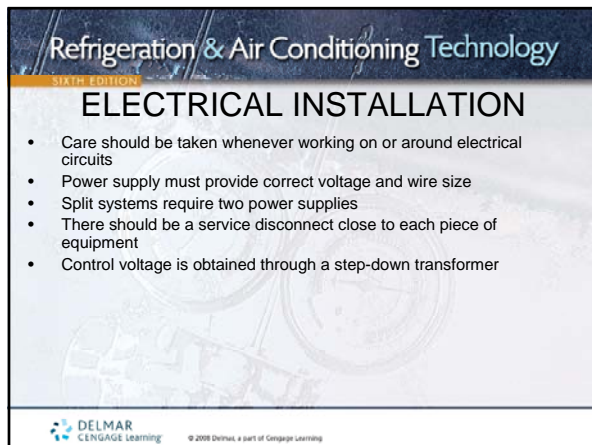 Refrigeration & Air Conditioning Technology
SIXTH EDITION
ELECTRICAL INSTALLATION
• Care should be taken whenever working on or around electrical
circuits
• Power supply must provide correct voltage and wire size
• Split systems require two power supplies
• There should be a service disconnect close to each piece of
equipment
• Control voltage is obtained through a step-down transformer
DELMAR
CENGAGE Learning
© 2008 Delmar, a part of Cengage Learning